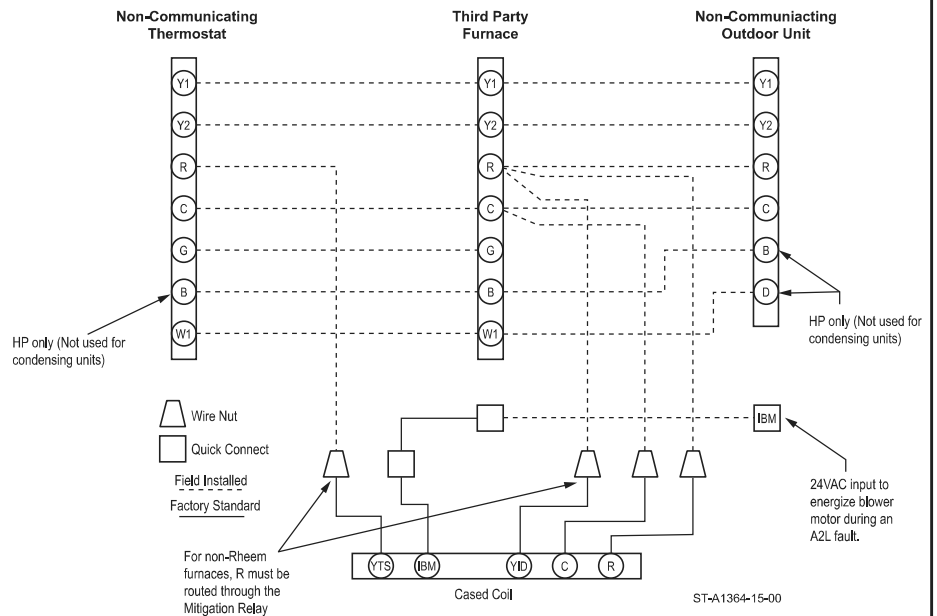 Non-Communicating
Thermostat
Third Party
Furnace
Non-Communiacting
Outdoor Unit
Y1
Y1
Y1
Y2
Y2
Y2
R
R
R
C
C
C
G
G
B
B
B
D
W1
W1
HP only (Not used for
condensing units)
HP only (Not used for
condensing units)
Wire Nut
Quick Connect
Field Installed
Factory Standard
IBM
24VAC input to
energize blower
motor during an
A2L fault.
For non-Rheem
furnaces, R must be
routed through the
Mitigation Relay
YTS
IBM
YID
C
R
Cased Coil
ST-A1364-15-00